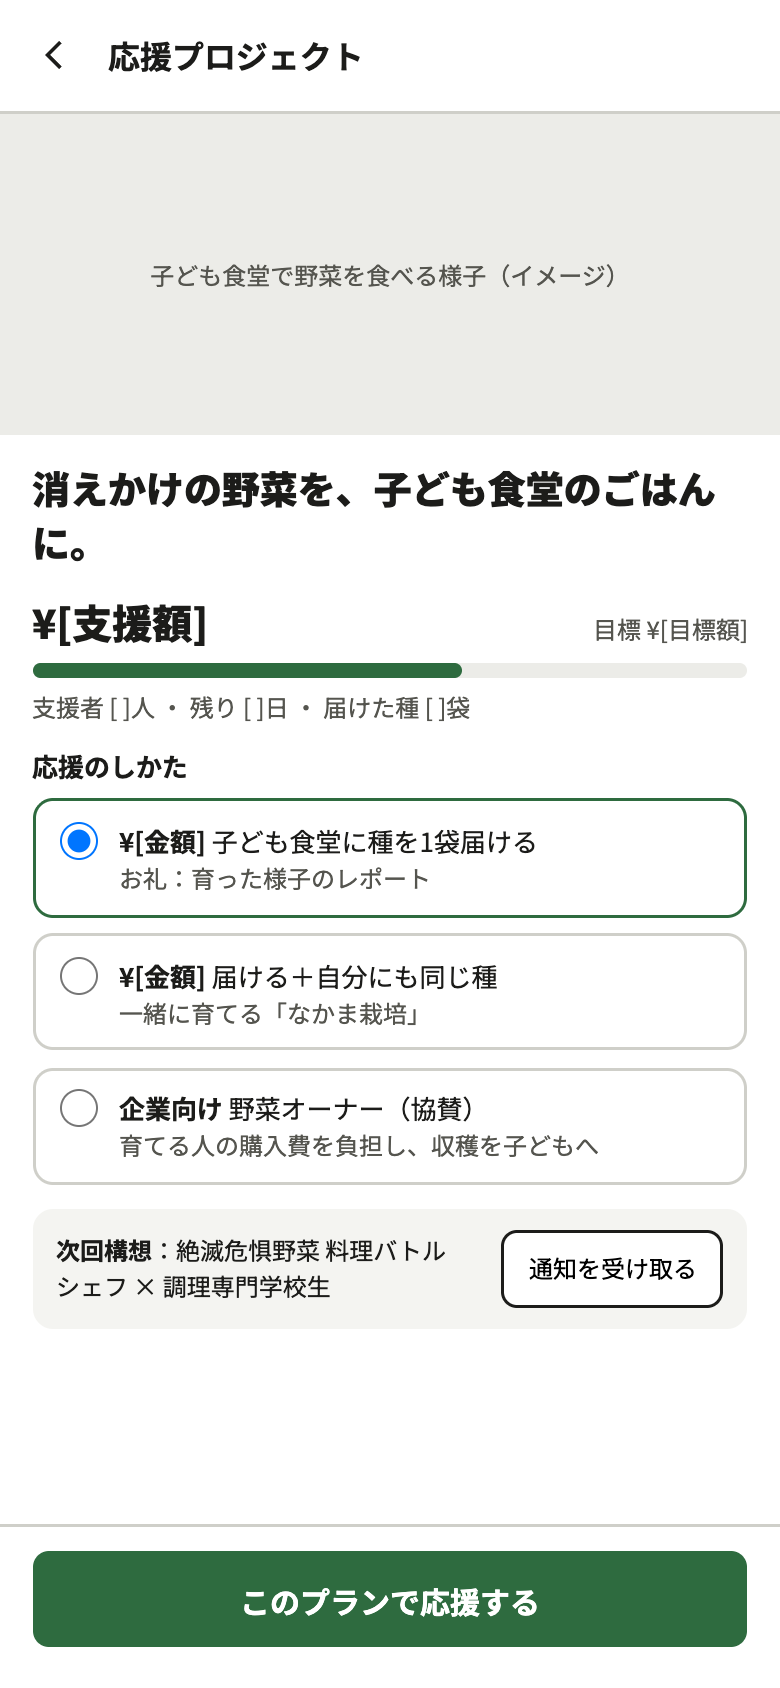 応援プロジェクト
子ども食堂で野菜を食べる様子（イメージ）
消えかけの野菜を、子ども食堂のごはん
に。
¥[支援額]
目標 ¥[目標額]
支援者 [ ]人 ・ 残り [ ]日 ・ 届けた種 [ ]袋
応援のしかた
¥[金額] 子ども食堂に種を1袋届ける
お礼：育った様子のレポート
¥[金額] 届ける＋自分にも同じ種
一緒に育てる「なかま栽培」
企業向け 野菜オーナー（協賛）
育てる人の購入費を負担し、収穫を子どもへ
次回構想：絶滅危惧野菜 料理バトル
シェフ × 調理専門学校生
通知を受け取る
このプランで応援する